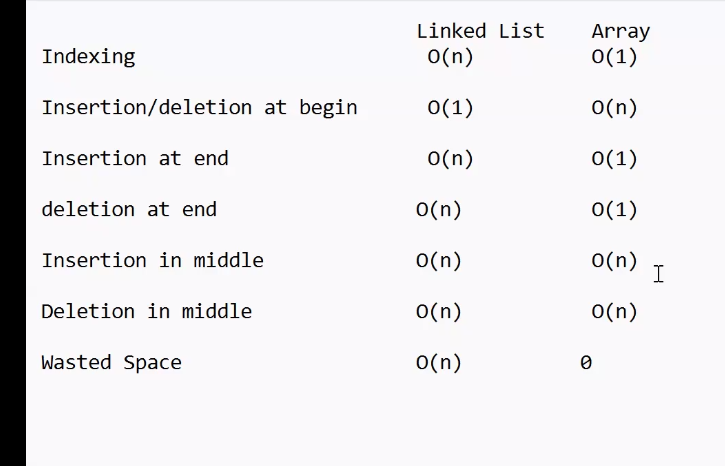 Linked List Array
Indexing O(n) O(1)
Insertion/deletion at begin O(1) O(n)
Insertion at end O(n) O(1)
deletion at end O(n) O(1)
Insertion in middle O(n) O(n)
Deletion in middle O(n) O(n)
Wasted Space O(n) 0